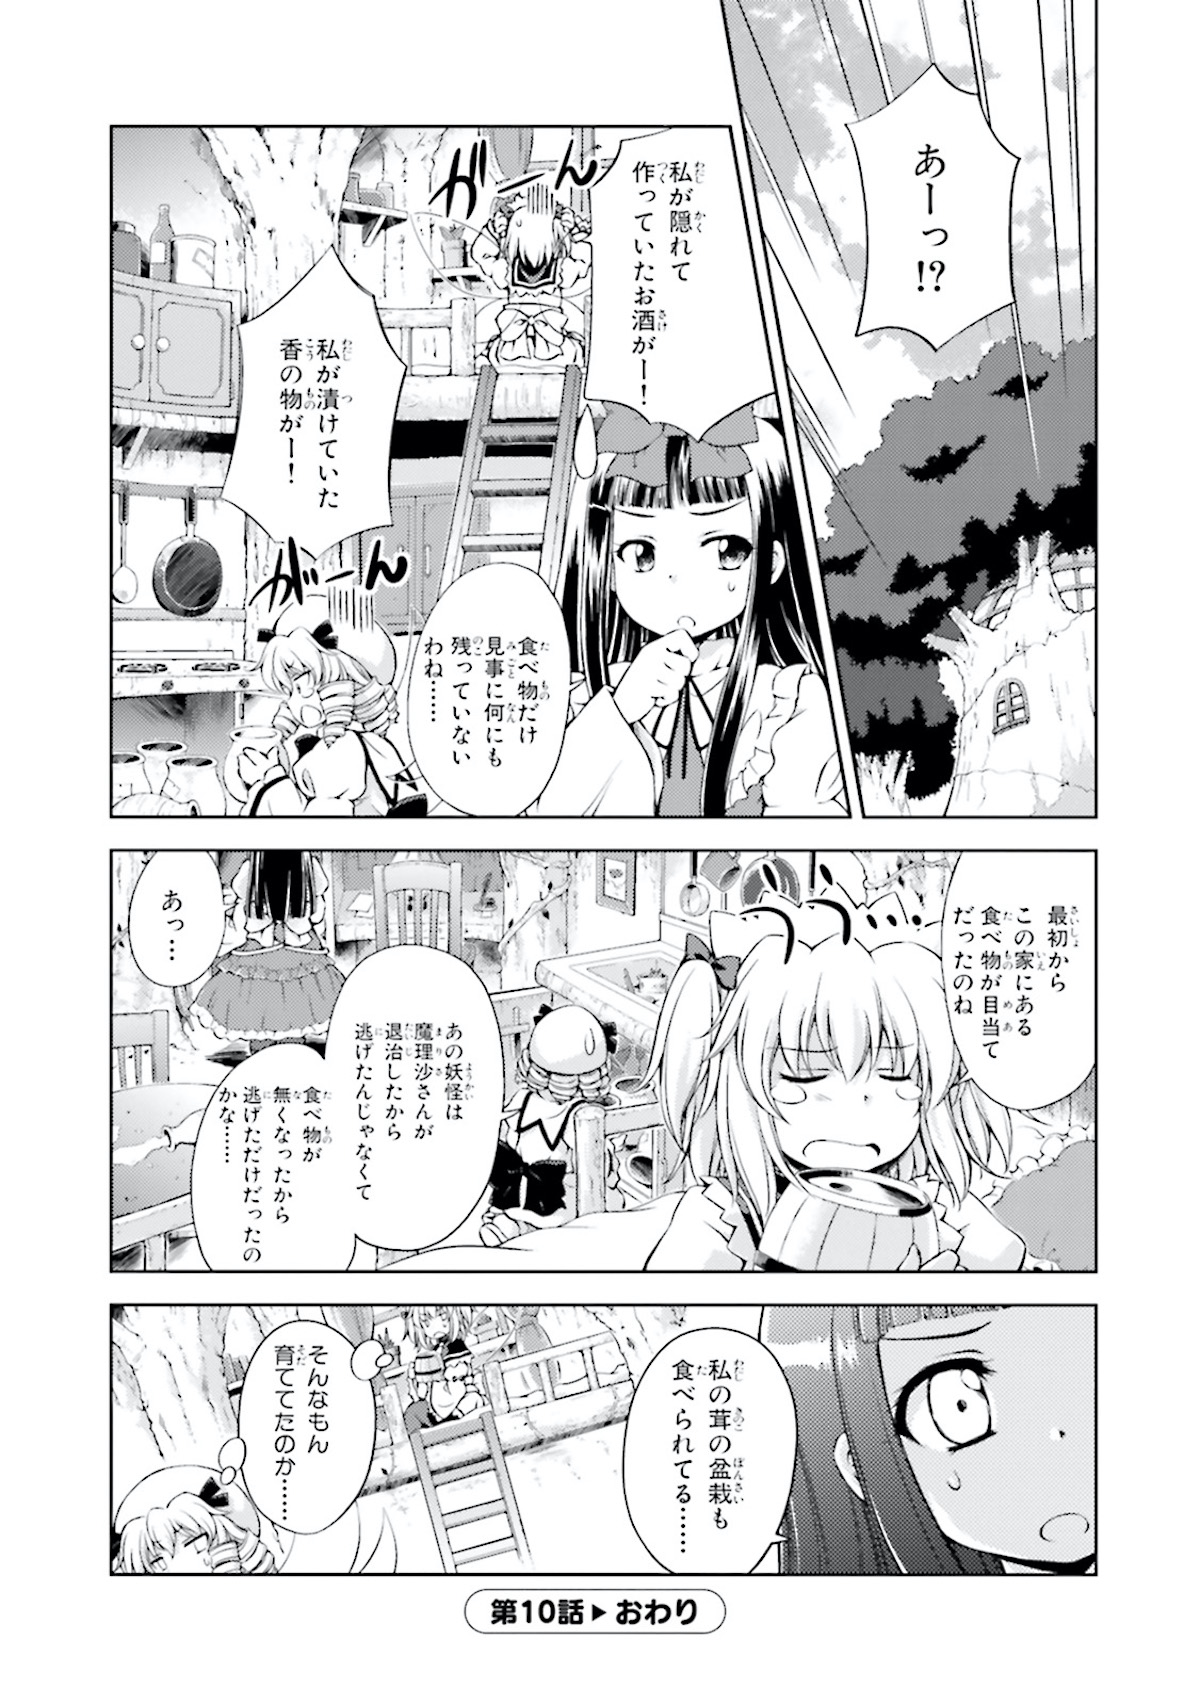 あーっ!?
私が隠れて
作っていたお酒がー!
がーん
私が漬けていた
香の物がー!
がーん
食べ物だけ
見事に何にも
残っていない
わね……
最初から
この家にある
食べ物が目当て
だったのね
うう…
あの妖怪は
魔理沙さんが
退治したから
逃げたんじゃなくて
食べ物が
無くなったから
逃げただけだったの
かな……
あっ…
私の茸の盆栽も
食べられてる……
そんなもん
育ててたのか……
第10話▶おわり